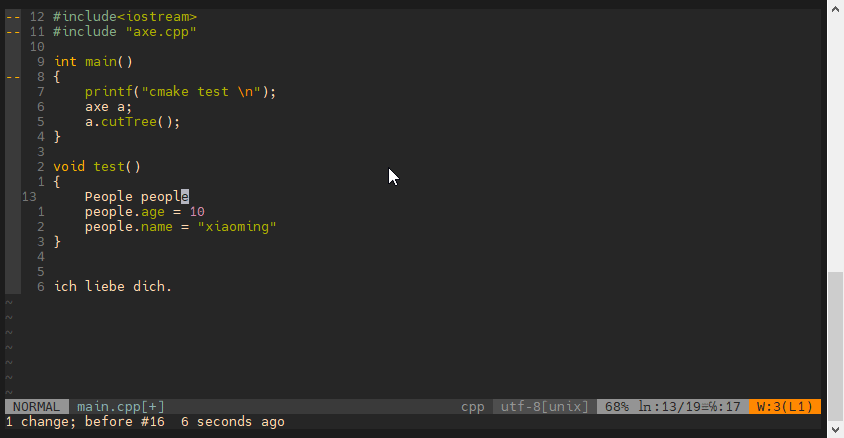 -- 12 #include<iostream>
-- 11 #include "axe.cpp"
10
9 int main()
-- 8 {
7     printf("cmake test \n");
6     axe a;
5     a.cutTree();
4 }
3
2 void test()
1 {
13     People people
1     people.age = 10
2     people.name = "xiaoming"
3 }
4
5
6 ich liebe dich.
~
~
~
~
~
~
~
NORMAL main.cpp[+] cpp utf-8[unix] 68% ln:13/19≡℅:17 W:3(L1)
1 change; before #16  6 seconds ago